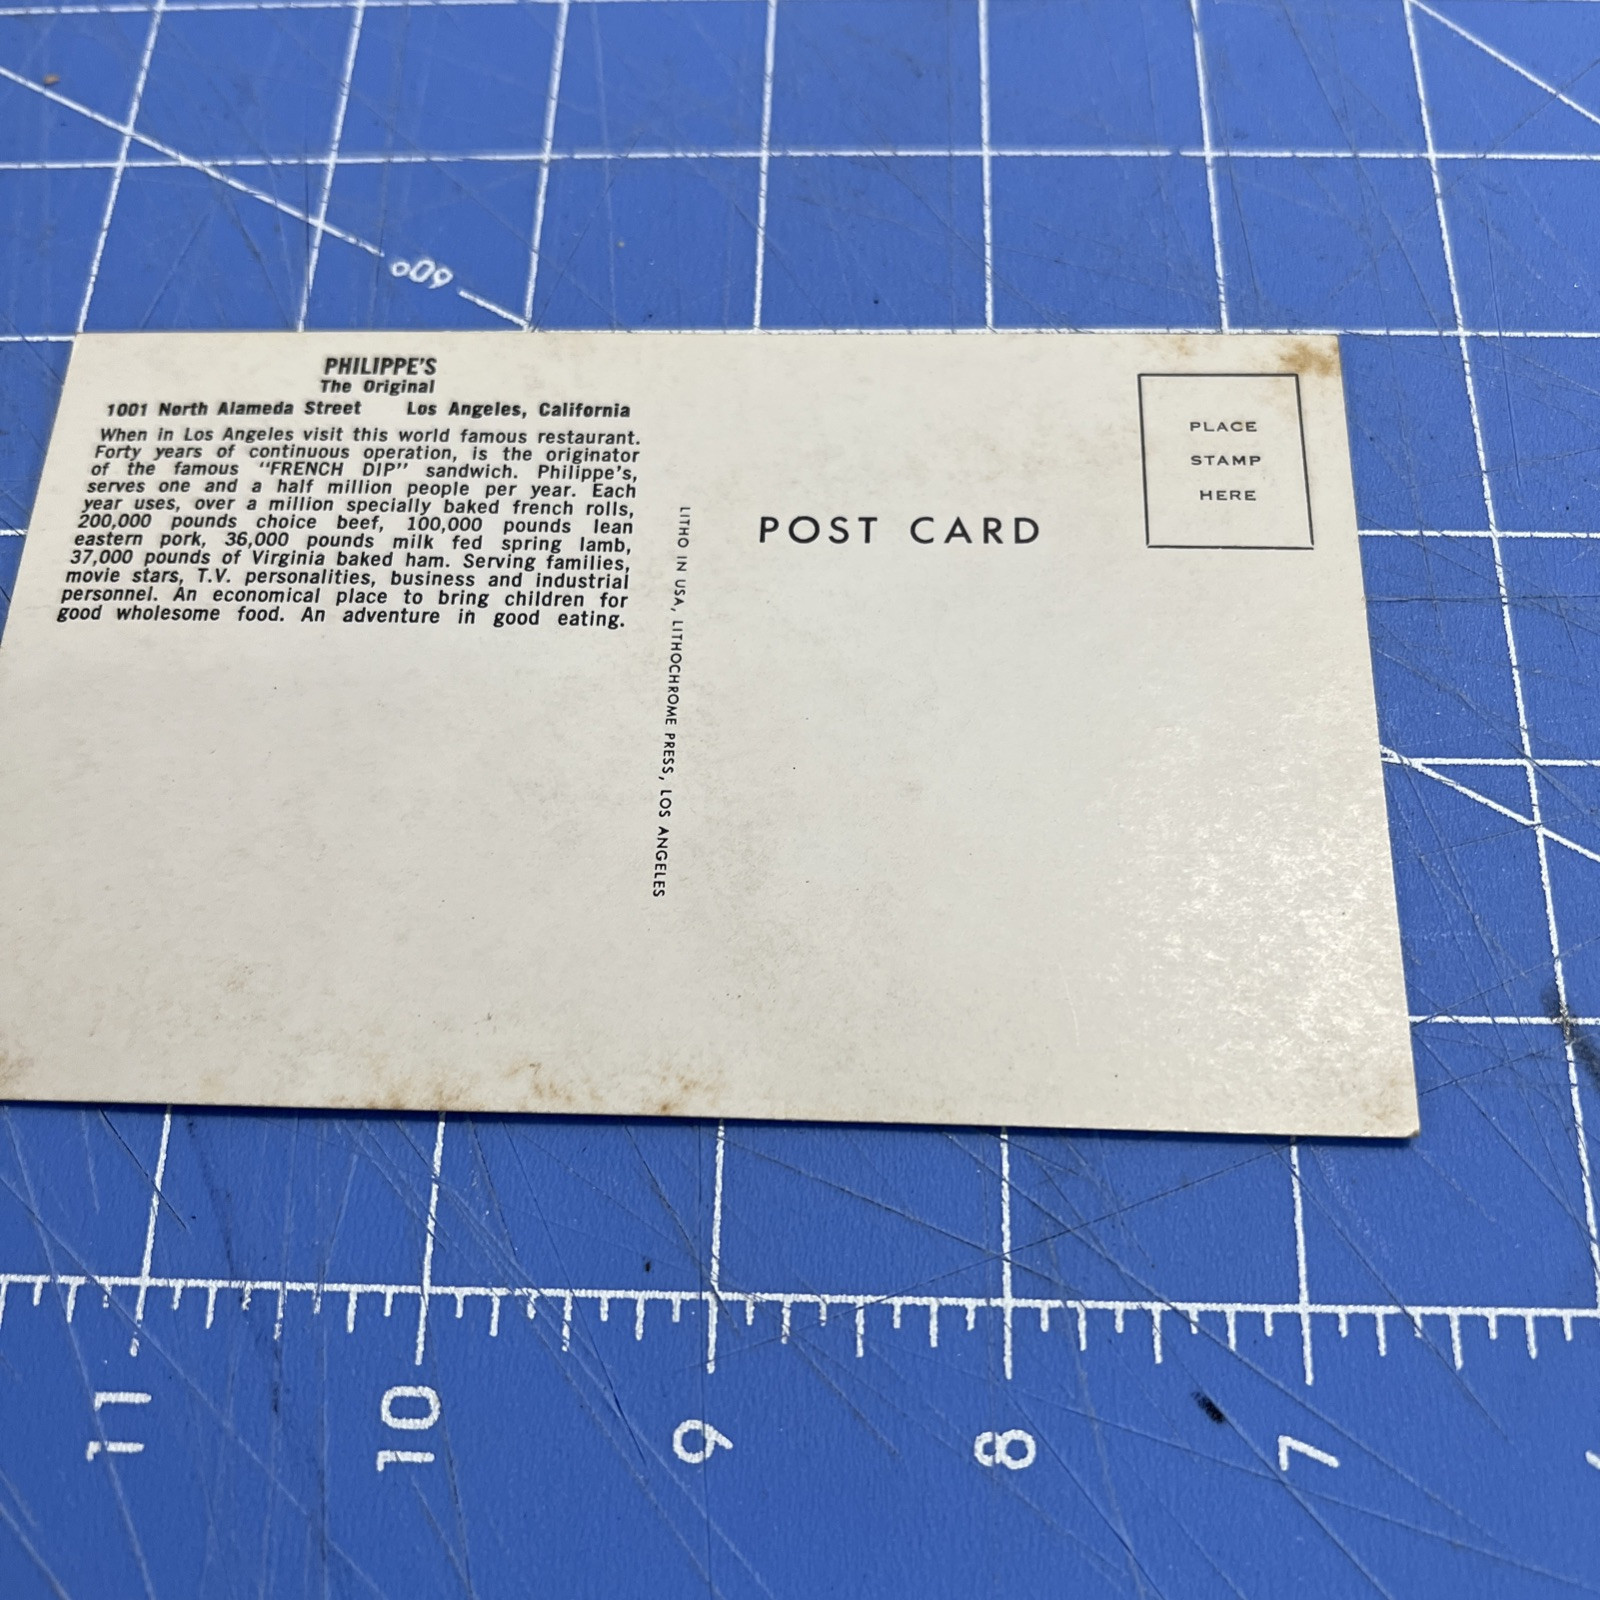 60°
PHILIPPE'S
The Original
1001 North Alameda Street Los Angeles, California
When in Los Angeles visit this world famous restaurant.
Forty years of continuous operation, is the originator
of the famous "FRENCH DIP" sandwich. Philippe's,
serves one and a half million people per year. Each
year uses, over a million specially baked french rolls,
200,000 pounds choice beef, 100,000 pounds lean
eastern pork, 36,000 pounds milk fed spring lamb,
37,000 pounds of Virginia baked ham. Serving families,
movie stars, T.V. personalities, business and industrial
personnel. An economical place to bring children for
good wholesome food. An adventure in good eating.
LITHO IN USA, LITHOCHROME PRESS, LOS ANGELES
POST CARD
PLACE
STAMP
HERE
11 10 9 8 7